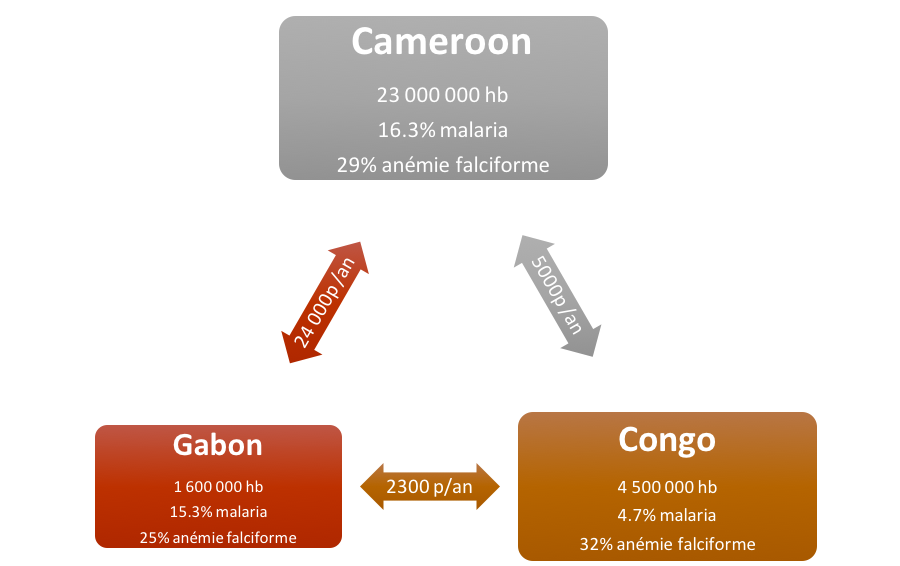 Cameroon
23 000 000 hb
16.3% malaria
29% anémie falciforme
24 000p/an
5000p/an
Gabon
1 600 000 hb
15.3% malaria
25% anémie falciforme
2300 p/an
Congo
4 500 000 hb
4.7% malaria
32% anémie falciforme